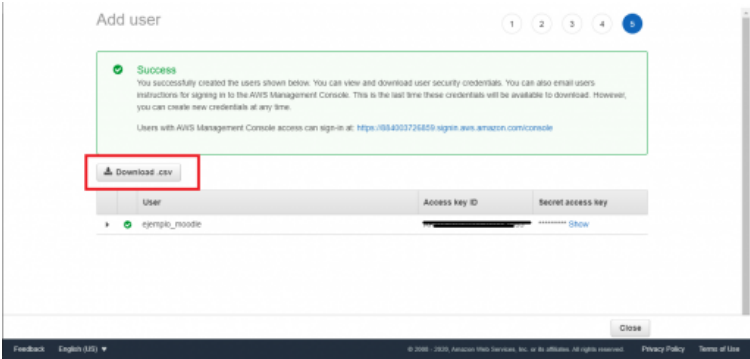 Add user
1 2 3 4 5
Success
You successfully created the users shown below. You can view and download user security credentials. You can also email users
instructions for signing in to the AWS Management Console. This is the last time these credentials will be available to download. However,
you can create new credentials at any time.
Users with AWS Management Console access can sign-in at: https://884003726859.signin.aws.amazon.com/console
Download .csv
User Access key ID Secret access key
ejemplo_moodle ********* Show
Close
Feedback English (US) © 2008 - 2020, Amazon Web Services, Inc. or its affiliates. All rights reserved. Privacy Policy Terms of Use